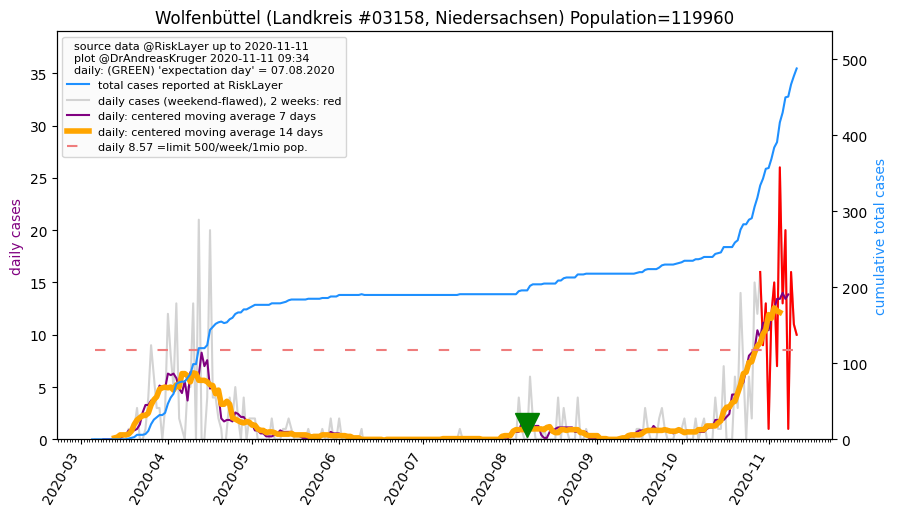 Wolfenbüttel (Landkreis #03158, Niedersachsen) Population=119960
source data @RiskLayer up to 2020-11-11
plot @DrAndreasKruger 2020-11-11 09:34
daily: (GREEN) 'expectation day' = 07.08.2020
total cases reported at RiskLayer
daily cases (weekend-flawed), 2 weeks: red
daily: centered moving average 7 days
daily: centered moving average 14 days
daily 8.57 =limit 500/week/1mio pop.
daily cases
35
30
25
20
15
10
5
0
500
400
300
200
100
0
cumulative total cases
2020-03
2020-04
2020-05
2020-06
2020-07
2020-08
2020-09
2020-10
2020-11